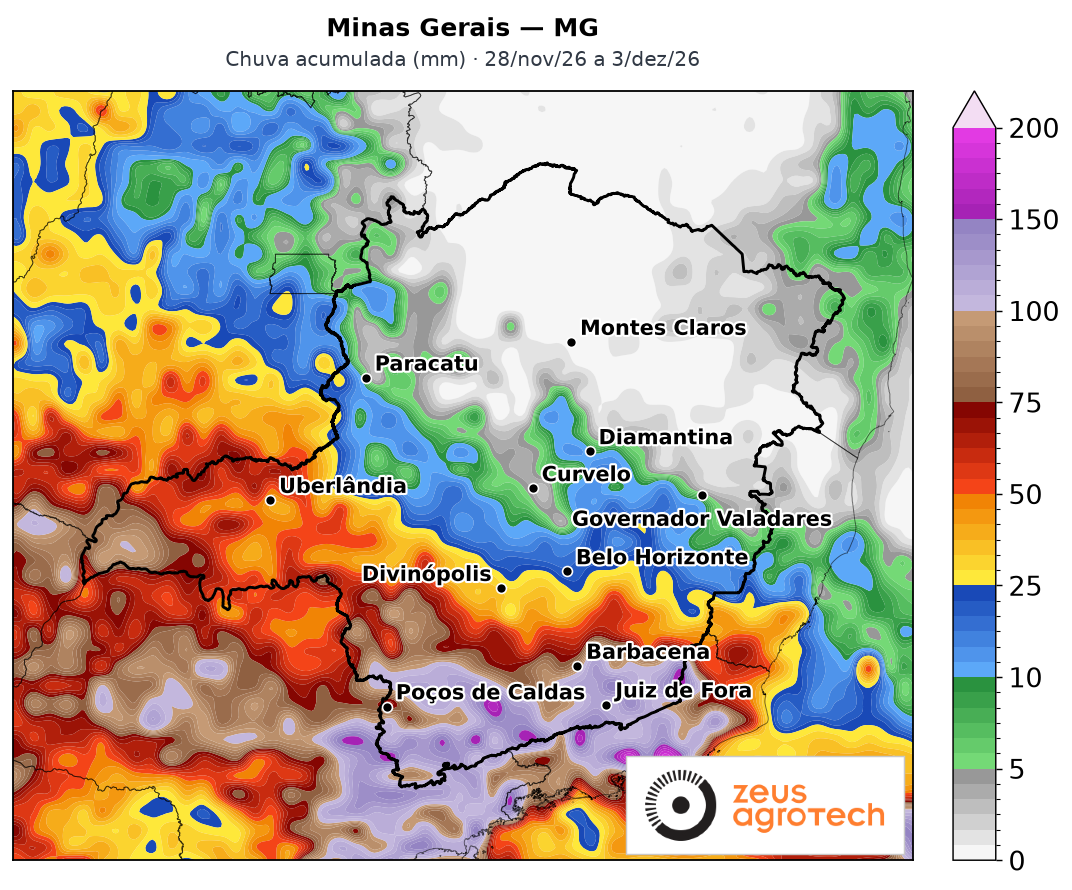 Minas Gerais — MG
Chuva acumulada (mm) · 28/nov/26 a 3/dez/26
200
150
100
75
50
25
10
5
0
Montes Claros
Paracatu
Diamantina
Curvelo
Uberlândia
Governador Valadares
Belo Horizonte
Divinópolis
Barbacena
Poços de Caldas
Juiz de Fora
zeus
agrotech